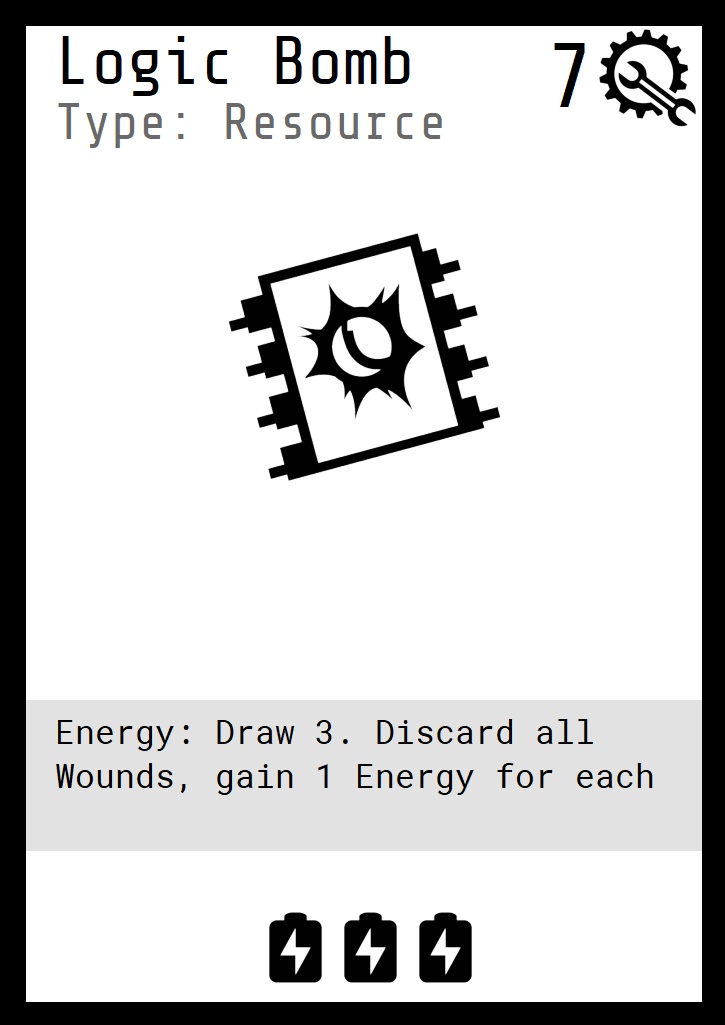 Logic Bomb
7
Type: Resource
Energy: Draw 3. Discard all
Wounds, gain 1 Energy for each